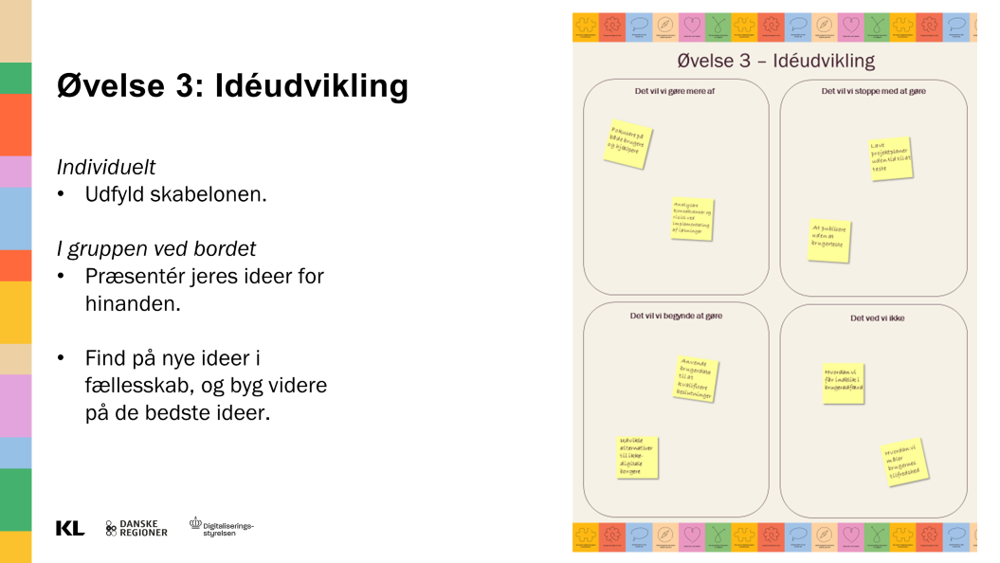 Øvelse 3: Idéudvikling
Individuelt
• Udfyld skabelonen.
I gruppen ved bordet
• Præsentér jeres ideer for
hinanden.
• Find på nye ideer i
fællesskab, og byg videre
på de bedste ideer.
KL
DANSKE
REGIONER
Digitaliserings-
styrelsen
Øvelse 3 – Idéudvikling
Det vil vi gøre mere af
Fokusere på
både brugere
og hjælpere
Analysere
konsekvenser og
risici ved
implementering
af løsninge
Det vil vi stoppe med at gøre
Lave
projektplaner
uden tid til at
teste
At publicere
uden at
brugerteste
Det vil vi begynde at gøre
Anvende
brugerdata
til at
kvalificere
beslutninger
Udvikle
alternativer
til ikke-
digitale
borgere
Det ved vi ikke
Hvordan vi
får indblik i
brugeradfærd
Hvordan vi
måler
brugernes
tilfredshed